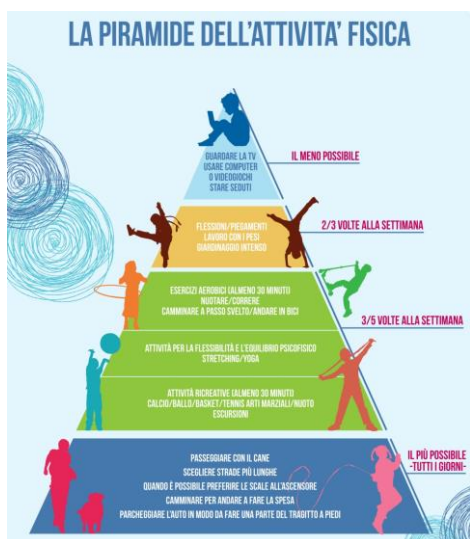 LA PIRAMIDE DELL'ATTIVITA' FISICA
GUARDARE LA TV
USARE COMPUTER
O VIDEOGIOCHI
STARE SEDUTI
IL MENO POSSIBILE
FLESSIONI/PIEGAMENTI
LAVORO CON I PESI
GIARDINAGGIO INTENSO
2/3 VOLTE ALLA SETTIMANA
ESERCIZI AEROBICI (ALMENO 30 MINUTI)
NUOTARE/CORRERE
CAMMINARE A PASSO SVELTO/ANDARE IN BICI
3/5 VOLTE ALLA SETTIMANA
ATTIVITÀ PER LA FLESSIBILITÀ E L'EQUILIBRIO PSICOFISICO
STRETCHING/YOGA
ATTIVITÀ RICREATIVE (ALMENO 30 MINUTI)
CALCIO/BALLO/BASKET/TENNIS ARTI MARZIALI/NUOTO
ESCURSIONI
IL PIÙ POSSIBILE
-TUTTI I GIORNI-
PASSEGGIARE CON IL CANE
SCEGLIERE STRADE PIÙ LUNGHE
QUANDO È POSSIBILE PREFERIRE LE SCALE ALL'ASCENSORE
CAMMINARE PER ANDARE A FARE LA SPESA
PARCHEGGIARE L'AUTO IN MODO DA FARE UNA PARTE DEL TRAGITTO A PIEDI